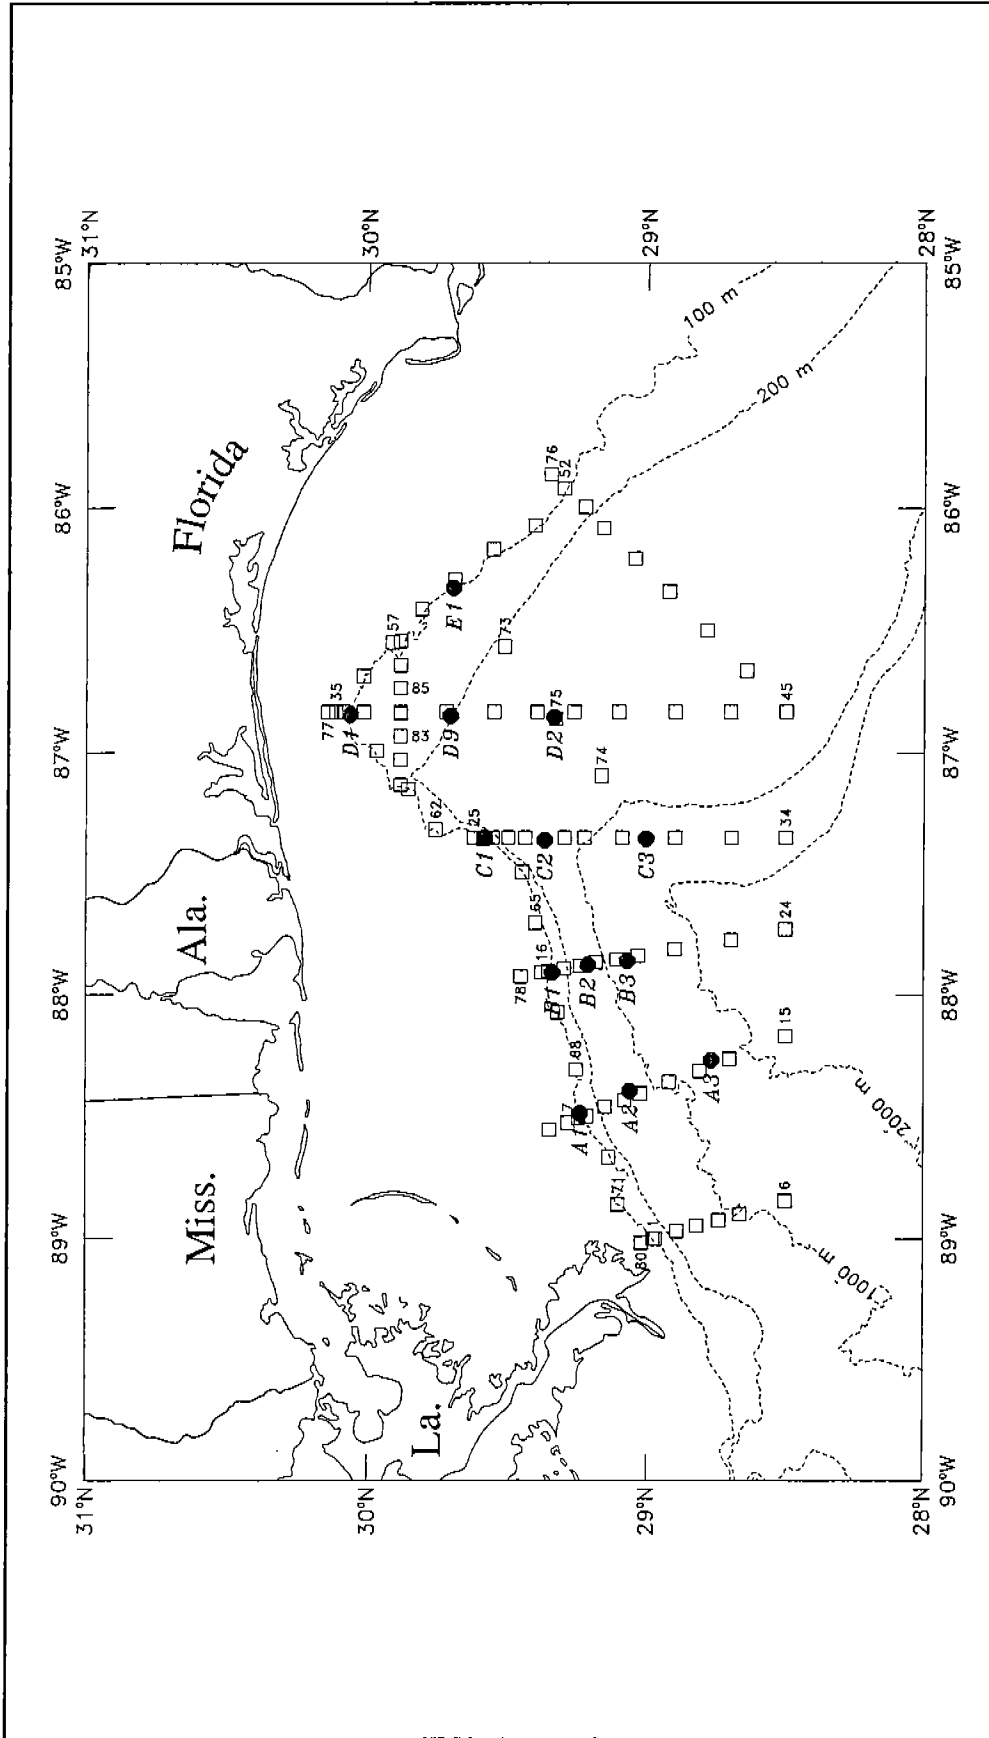 90°W
89°W
88°W
87°W
86°W
85°W
31°N
31°N
Miss.
Ala.
Florida
La.
30°N
30°N
77
35
D1
57
83
85
62
E1
25
C1
D9
73
78
16
65
B1
C2
D2
75
76
52
68
7
A1
B2
71
80
A2
B3
C3
74
29°N
29°N
100 m
A3
200 m
6
15
24
34
45
1000 m
2000 m
28°N
28°N
90°W
89°W
88°W
87°W
86°W
85°W